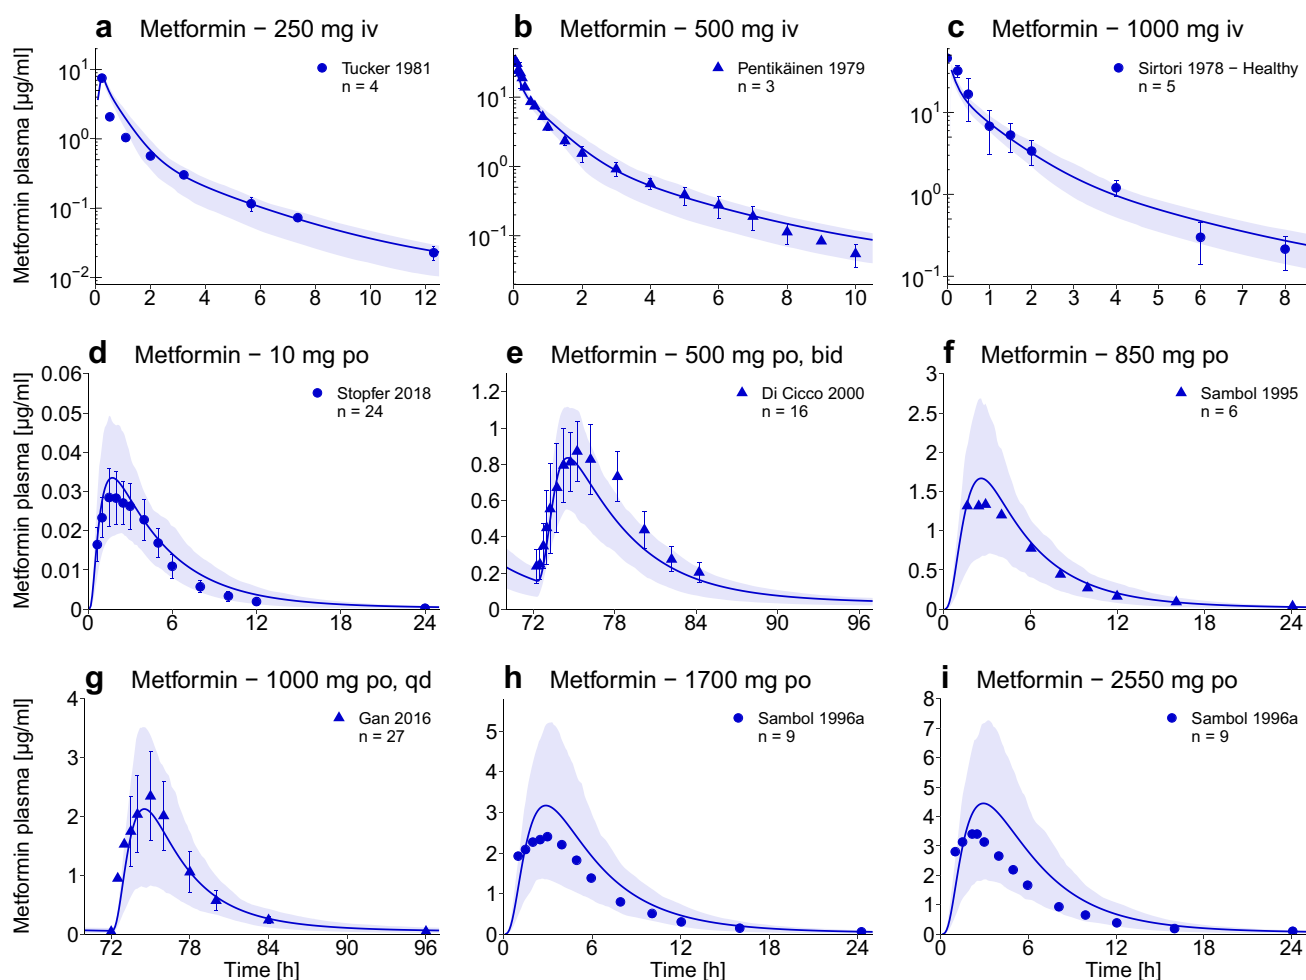 a Metformin − 250 mg iv
Tucker 1981
n = 4
Metformin plasma [µg/ml]
10^1
10^0
10^-1
10^-2
0 2 4 6 8 10 12
b Metformin − 500 mg iv
Pentikäinen 1979
n = 3
10^1
10^0
10^-1
0 2 4 6 8 10
c Metformin − 1000 mg iv
Sirtori 1978 − Healthy
n = 5
10^1
10^0
10^-1
0 1 2 3 4 5 6 7 8
d Metformin − 10 mg po
Stopfer 2018
n = 24
Metformin plasma [µg/ml]
0.06
0.05
0.04
0.03
0.02
0.01
0
0 6 12 18 24
e Metformin − 500 mg po, bid
Di Cicco 2000
n = 16
1.2
1
0.8
0.6
0.4
0.2
0
72 78 84 90 96
f Metformin − 850 mg po
Sambol 1995
n = 6
3
2.5
2
1.5
1
0.5
0
0 6 12 18 24
g Metformin − 1000 mg po, qd
Gan 2016
n = 27
Metformin plasma [µg/ml]
4
3
2
1
0
72 78 84 90 96
Time [h]
h Metformin − 1700 mg po
Sambol 1996a
n = 9
5
4
3
2
1
0
0 6 12 18 24
Time [h]
i Metformin − 2550 mg po
Sambol 1996a
n = 9
8
7
6
5
4
3
2
1
0
0 6 12 18 24
Time [h]